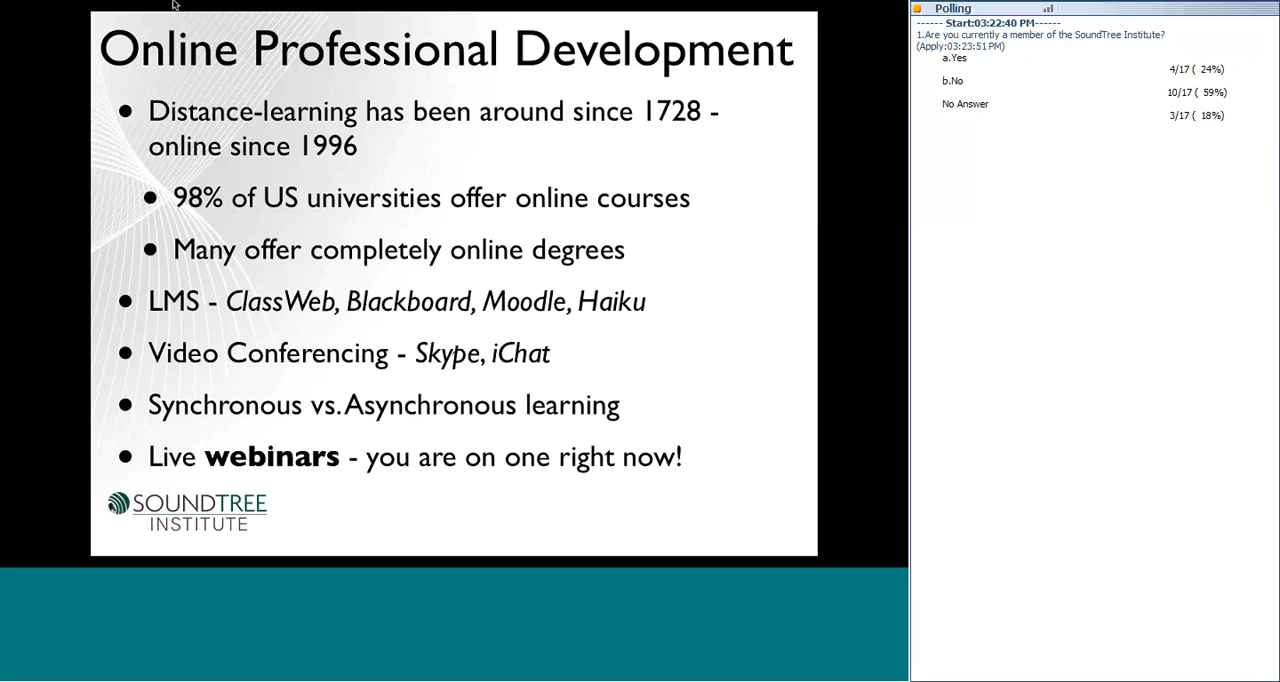 Online Professional Development
• Distance-learning has been around since 1728 -
online since 1996
• 98% of US universities offer online courses
• Many offer completely online degrees
• LMS - ClassWeb, Blackboard, Moodle, Haiku
• Video Conferencing - Skype, iChat
• Synchronous vs. Asynchronous learning
• Live webinars - you are on one right now!
SOUNDTREE
INSTITUTE
Polling
------ Start:03:22:40 PM------
1.Are you currently a member of the SoundTree Institute?
(Apply:03:23:51 PM)
a.Yes
4/17 ( 24%)
b.No
10/17 ( 59%)
No Answer
3/17 ( 18%)